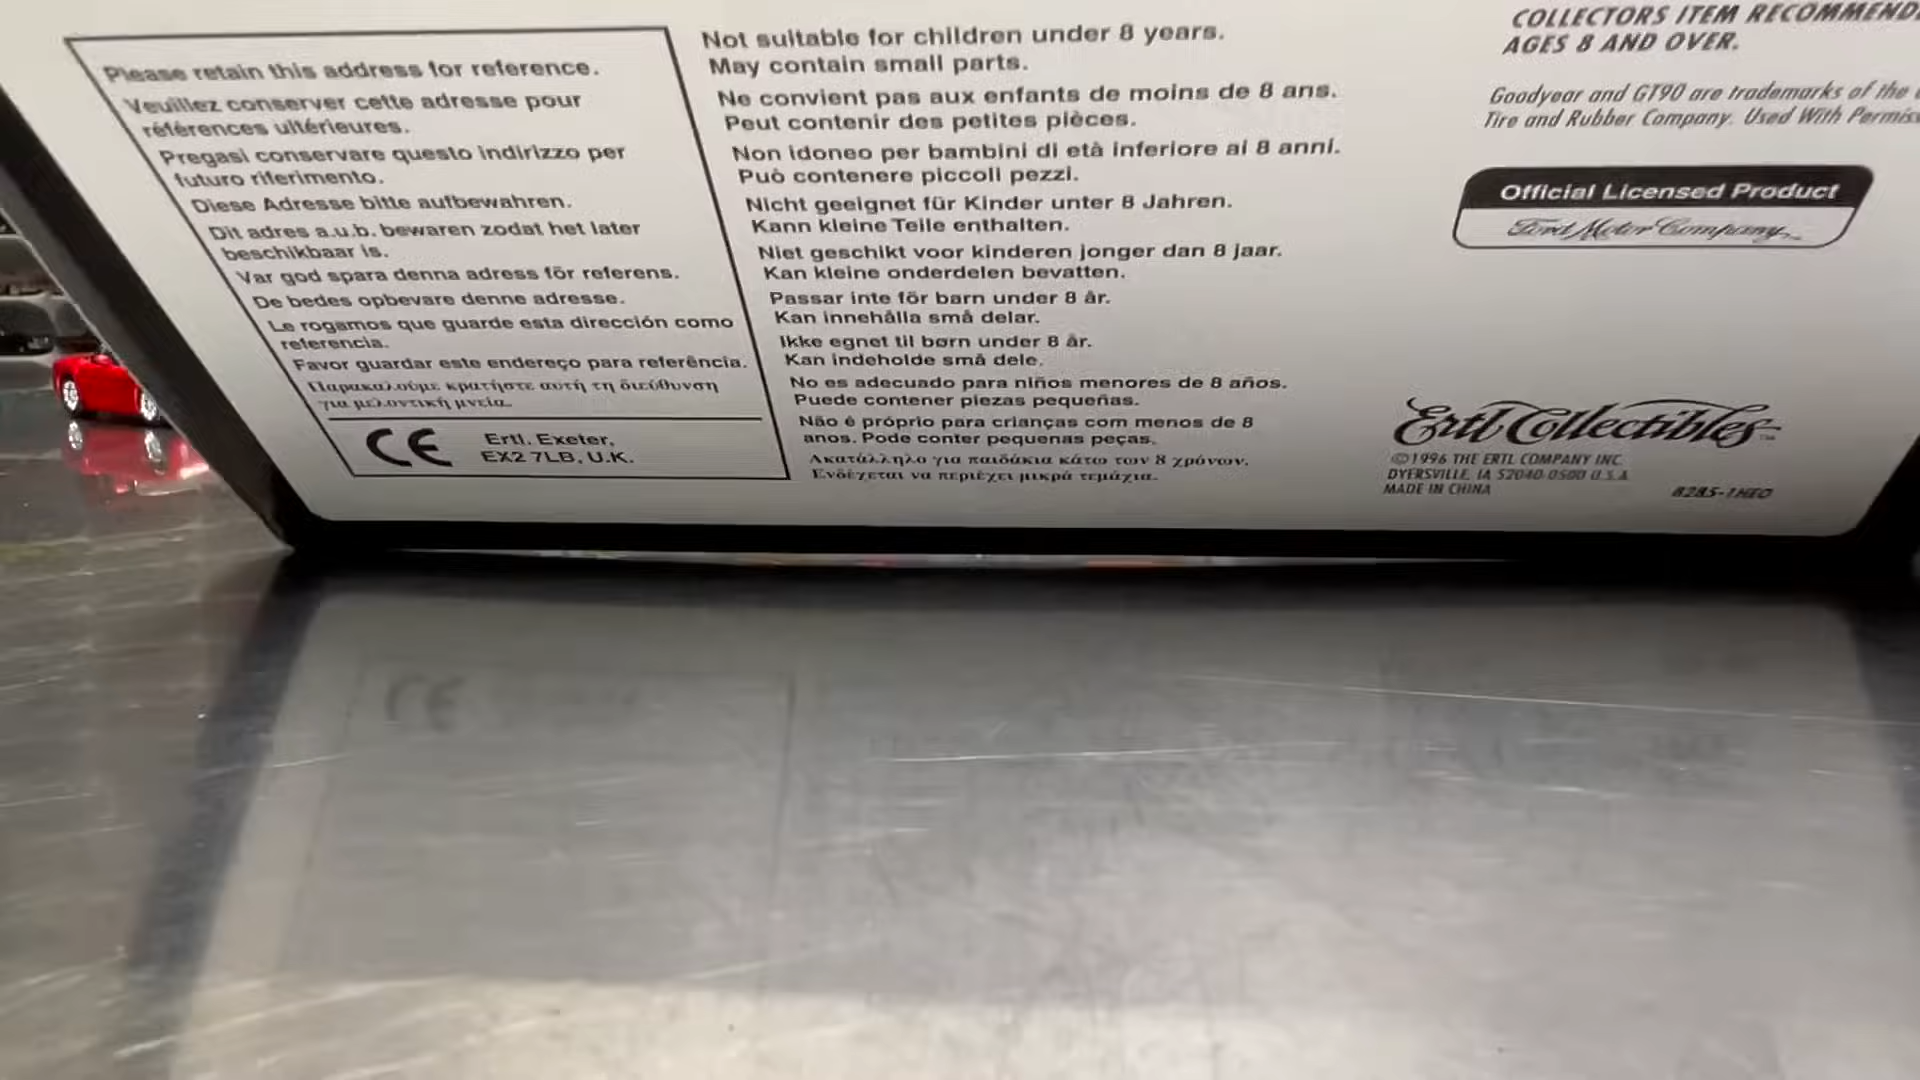 Please retain this address for reference.
Veuillez conserver cette adresse pour
références ultérieures.
Pregasi conservare questo indirizzo per
futuro riferimento.
Diese Adresse bitte aufbewahren.
Dit adres a.u.b. bewaren zodat het later
beschikbaar is.
Var god spara denna adress för referens.
De bedes opbevare denne adresse.
Le rogamos que guarde esta dirección como
referencia.
Favor guardar este endereço para referência.
Παρακαλούμε κρατήστε αυτή τη διεύθυνση
για μελοντική μνεία.
CE
Ertl, Exeter,
EX2 7LB, U.K.
Not suitable for children under 8 years.
May contain small parts.
Ne convient pas aux enfants de moins de 8 ans.
Peut contenir des petites pièces.
Non idoneo per bambini di età inferiore ai 8 anni.
Può contenere piccoli pezzi.
Nicht geeignet für Kinder unter 8 Jahren.
Kann kleine Teile enthalten.
Niet geschikt voor kinderen jonger dan 8 jaar.
Kan kleine onderdelen bevatten.
Passar inte för barn under 8 år.
Kan innehålla små delar.
Ikke egnet til børn under 8 år.
Kan indeholde små dele.
No es adecuado para niños menores de 8 años.
Puede contener piezas pequeñas.
Não é próprio para crianças com menos de 8
anos. Pode conter pequenas peças.
Ακατάλληλο για παιδάκια κάτω των 8 χρόνων.
Ενδέχεται να περιέχει μικρά τεμάχια.
COLLECTORS ITEM RECOMMEND
AGES 8 AND OVER.
Goodyear and GT90 are trademarks of the
Tire and Rubber Company. Used With Permiss
Official Licensed Product
Ford Motor Company
Ertl Collectibles™
©1996 THE ERTL COMPANY INC.
DYERSVILLE, IA 52040-0500 U.S.A.
MADE IN CHINA
8285-1HEO